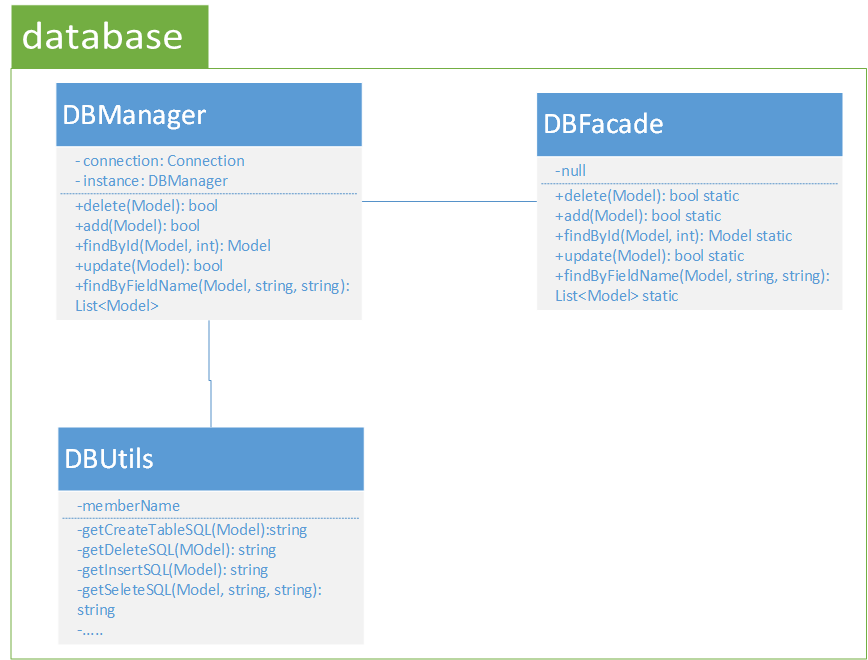 database
DBManager
- connection: Connection
- instance: DBManager
+delete(Model): bool
+add(Model): bool
+findById(Model, int): Model
+update(Model): bool
+findByFieldName(Model, string, string):
List<Model>
DBFacade
-null
+delete(Model): bool static
+add(Model): bool static
+findById(Model, int): Model static
+update(Model): bool static
+findByFieldName(Model, string, string):
List<Model> static
DBUtils
-memberName
-getCreateTableSQL(Model):string
-getDeleteSQL(MOdel): string
-getInsertSQL(Model): string
-getSeleteSQL(Model, string, string):
string
-.....